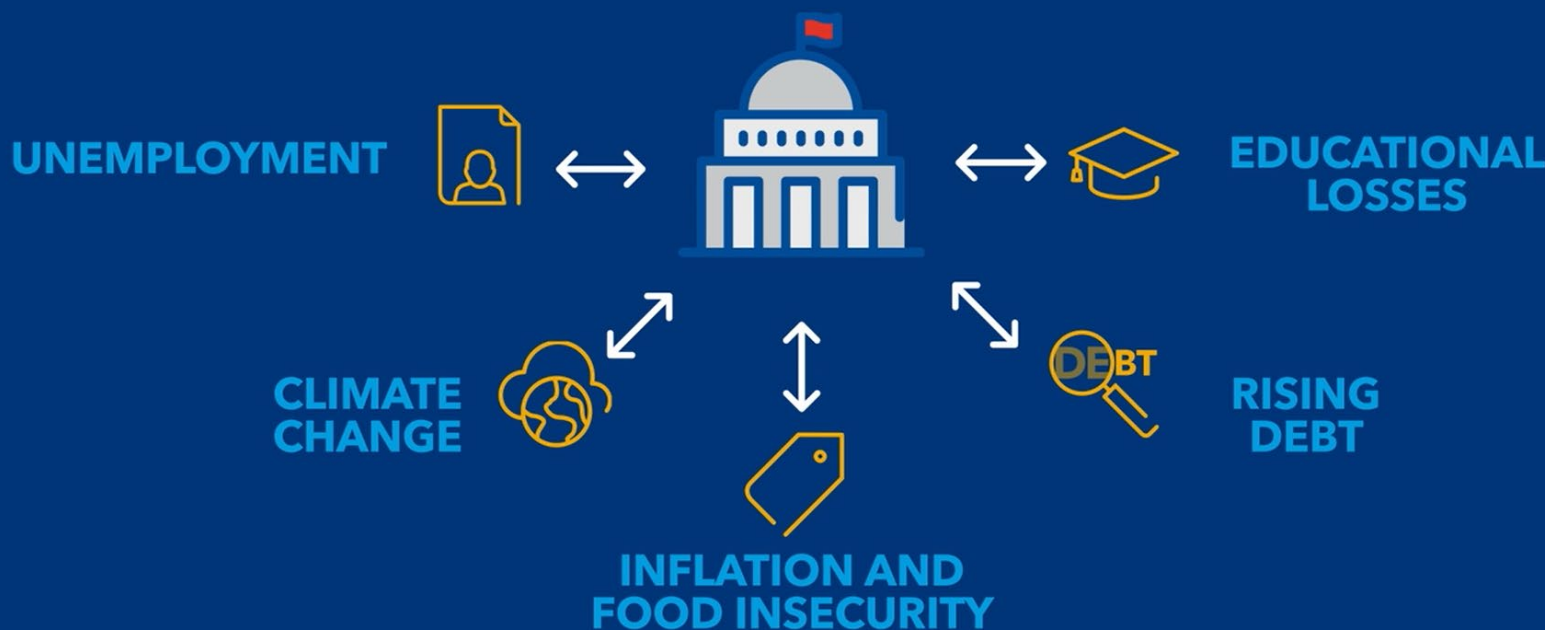 UNEMPLOYMENT
EDUCATIONAL
LOSSES
CLIMATE
CHANGE
DEBT
RISING
DEBT
INFLATION AND
FOOD INSECURITY